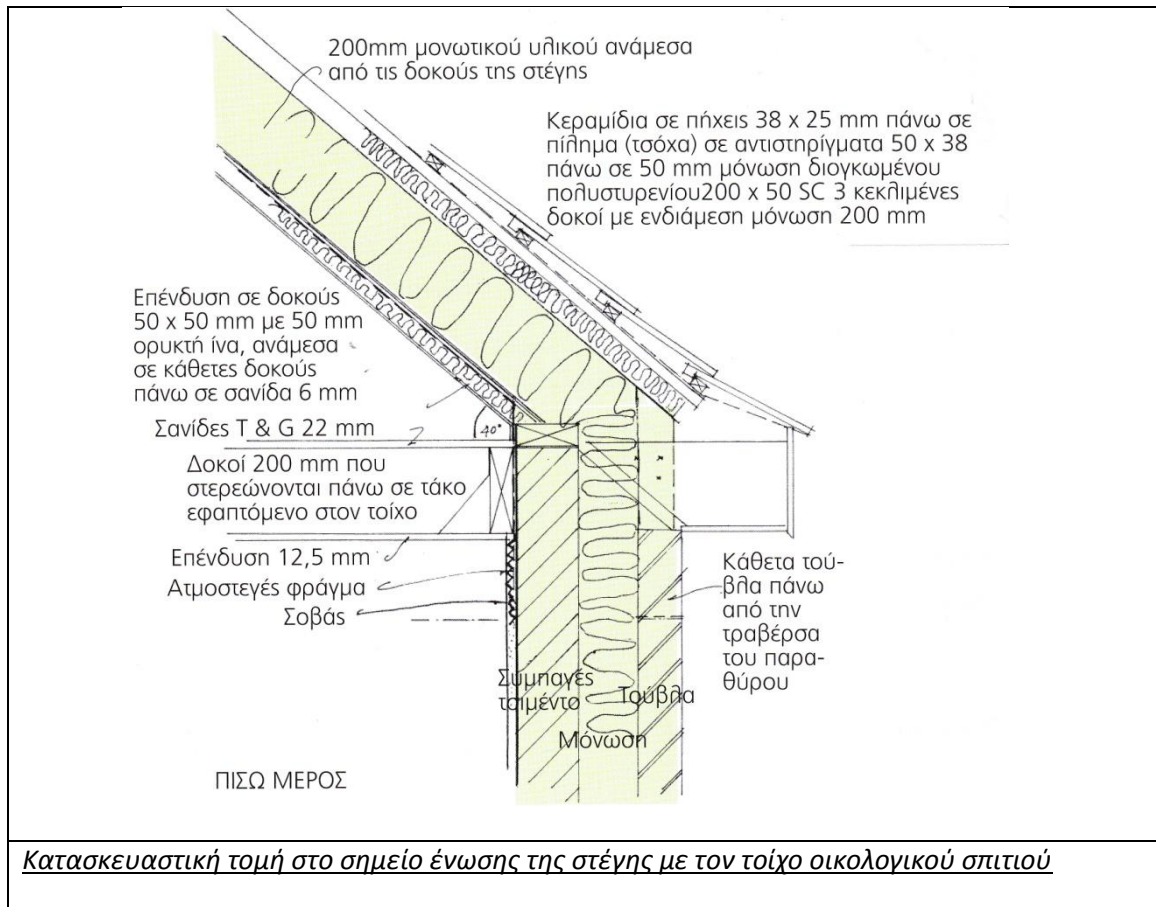 200mm μονωτικού υλικού ανάμεσα
από τις δοκούς της στέγης
Κεραμίδια σε πήχεις 38 x 25 mm πάνω σε
πίλημα (τσόχα) σε αντιστηρίγματα 50 x 38
πάνω σε 50 mm μόνωση διογκωμένου
πολυστυρενίου200 x 50 SC 3 κεκλιμένες
δοκοί με ενδιάμεση μόνωση 200 mm
Επένδυση σε δοκούς
50 x 50 mm με 50 mm
ορυκτή ίνα, ανάμεσα
σε κάθετες δοκούς
πάνω σε σανίδα 6 mm
Σανίδες T & G 22 mm
40°
Δοκοί 200 mm που
στερεώνονται πάνω σε τάκο
εφαπτόμενο στον τοίχο
Επένδυση 12,5 mm
Ατμοστεγές φράγμα
Σοβάς
Κάθετα τού-
βλα πάνω
από την
τραβέρσα
του παρα-
θύρου
Σύμπαγές
τσιμέντο
Τούβλα
Μόνωση
ΠΙΣΩ ΜΕΡΟΣ
Κατασκευαστική τομή στο σημείο ένωσης της στέγης με τον τοίχο οικολογικού σπιτιού